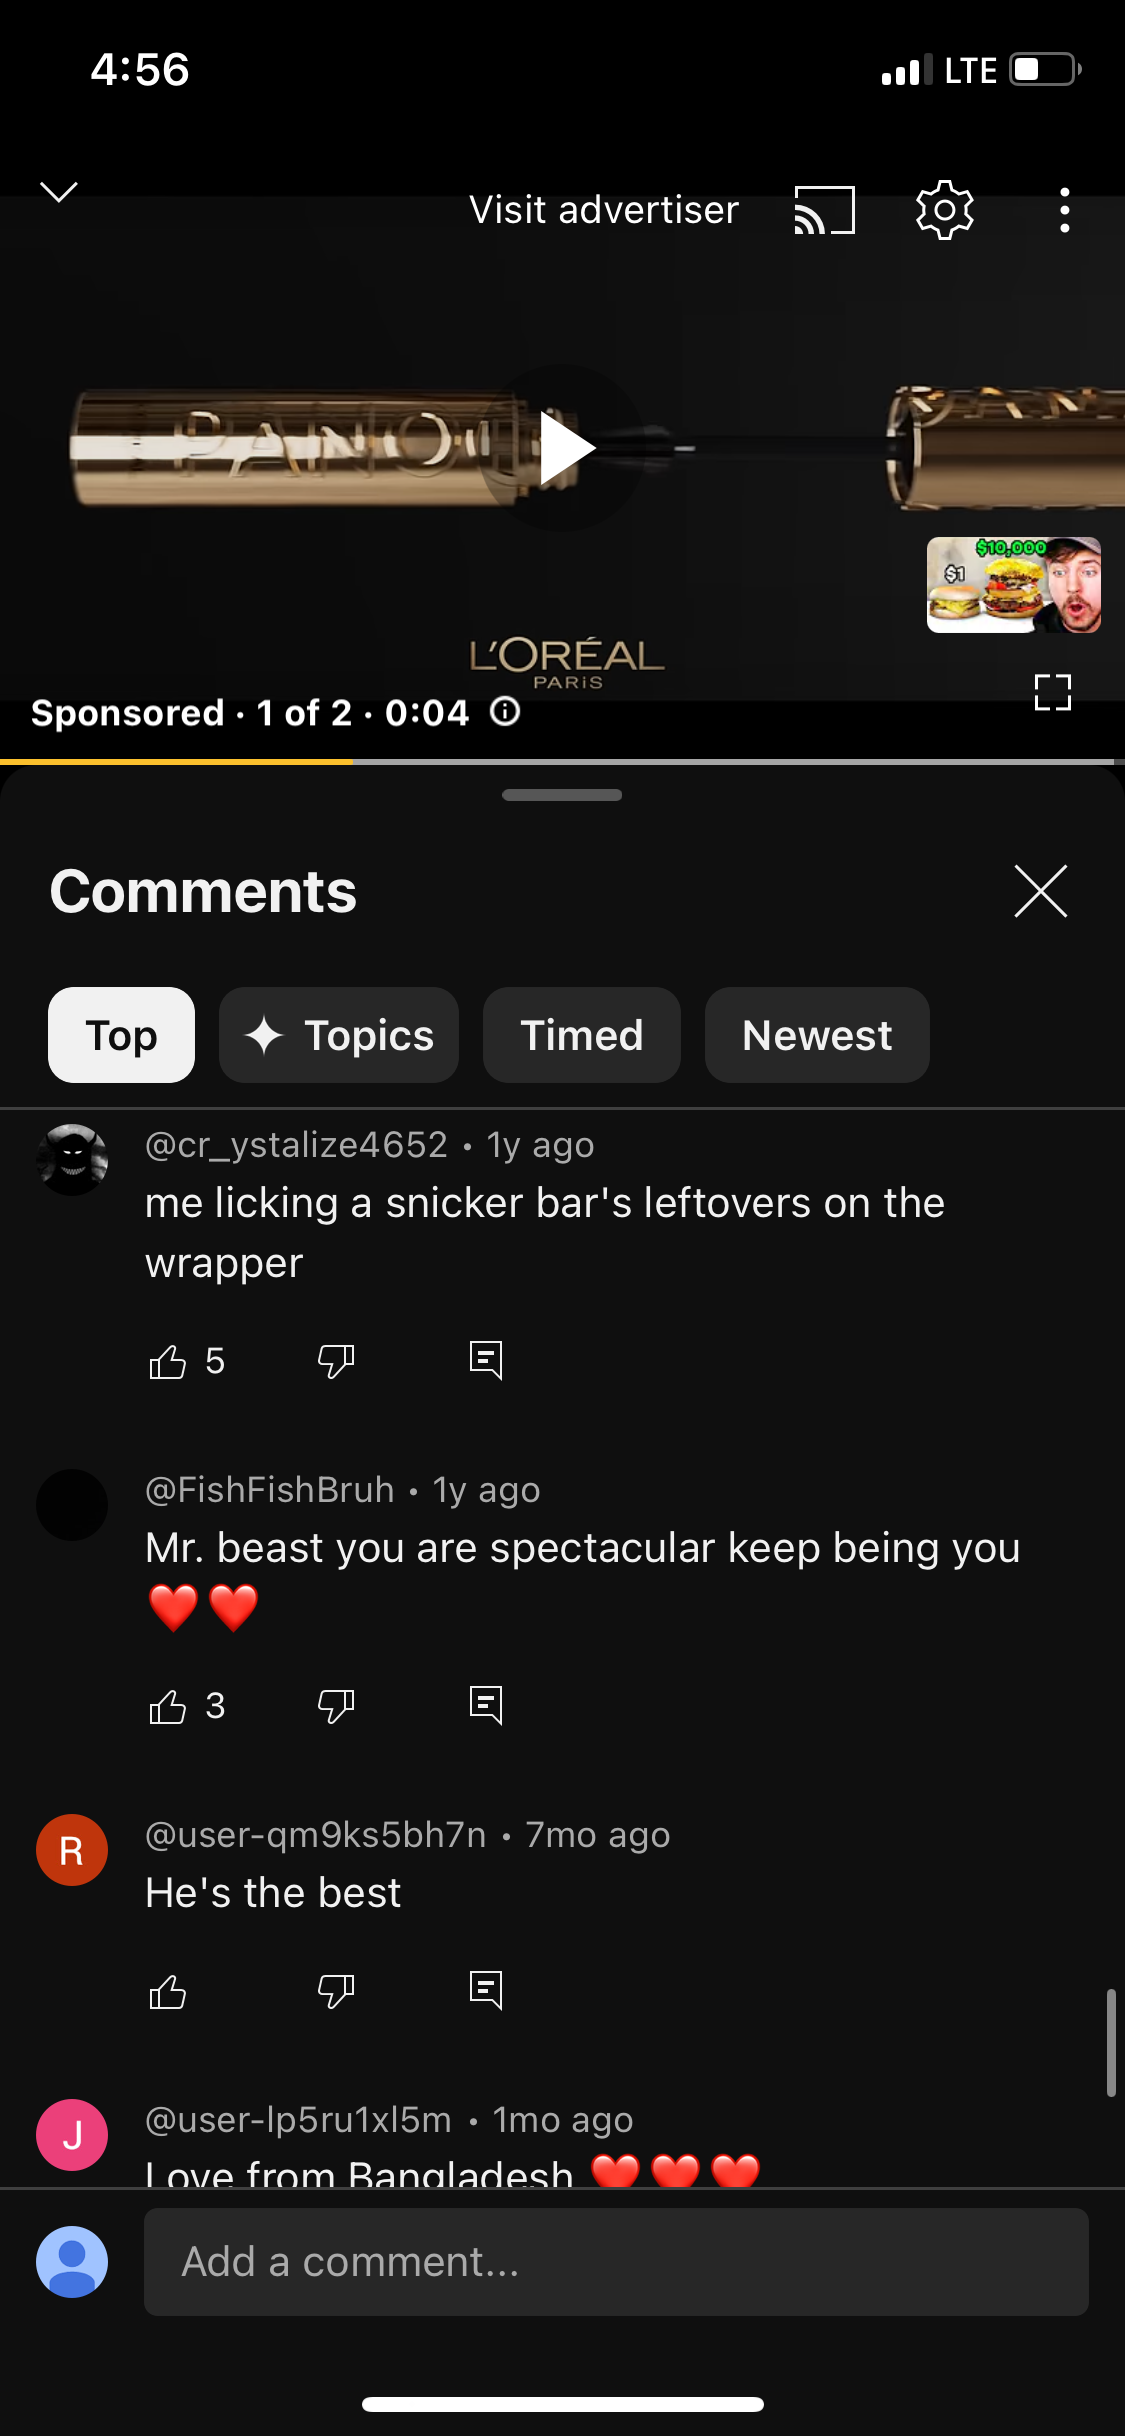 4:56
LTE
Visit advertiser
PANO
PAN
$10,000
$1
L'ORÉAL
PARIS
Sponsored · 1 of 2 · 0:04
Comments
Top
Topics
Timed
Newest
@cr_ystalize4652 • 1y ago
me licking a snicker bar's leftovers on the
wrapper
5
@FishFishBruh • 1y ago
Mr. beast you are spectacular keep being you
❤️❤️
3
R
@user-qm9ks5bh7n • 7mo ago
He's the best
J
@user-lp5ru1xl5m • 1mo ago
Love from Bangladesh ❤️❤️❤️
Add a comment...